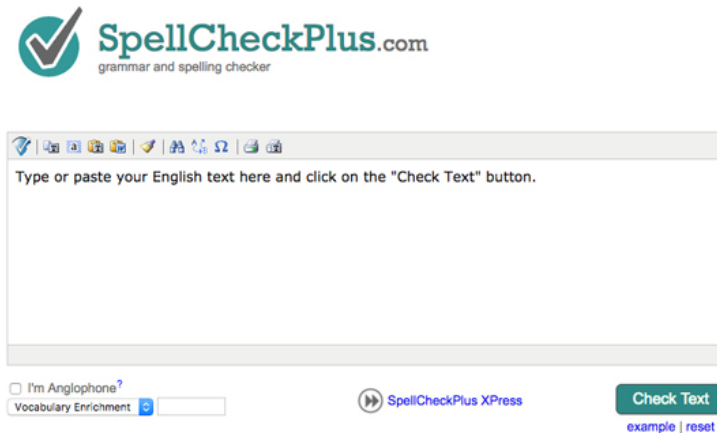 SpellCheckPlus.com
grammar and spelling checker
Type or paste your English text here and click on the "Check Text" button.
I'm Anglophone?
Vocabulary Enrichment
SpellCheckPlus XPress
Check Text
example | reset